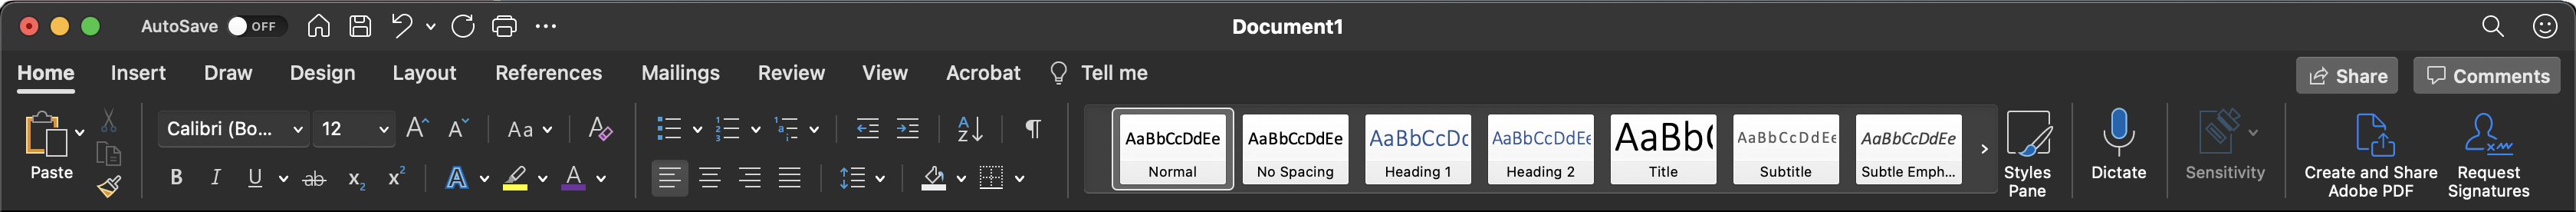 AutoSave OFF Document1
Home Insert Draw Design Layout References Mailings Review View Acrobat Tell me Share Comments
Calibri (Bo... 12 A A Aa A A Z
Paste B I U ab x2 x2 A A
AaBbCcDdEe AaBbCcDdEe AaBbCcDc AaBbCcDdEe AaBb( AaBbCcDdEe AaBbCcDdEe
Normal No Spacing Heading 1 Heading 2 Title Subtitle Subtle Emph...
Styles Pane
Dictate
Sensitivity
Create and Share
Adobe PDF
Request
Signatures